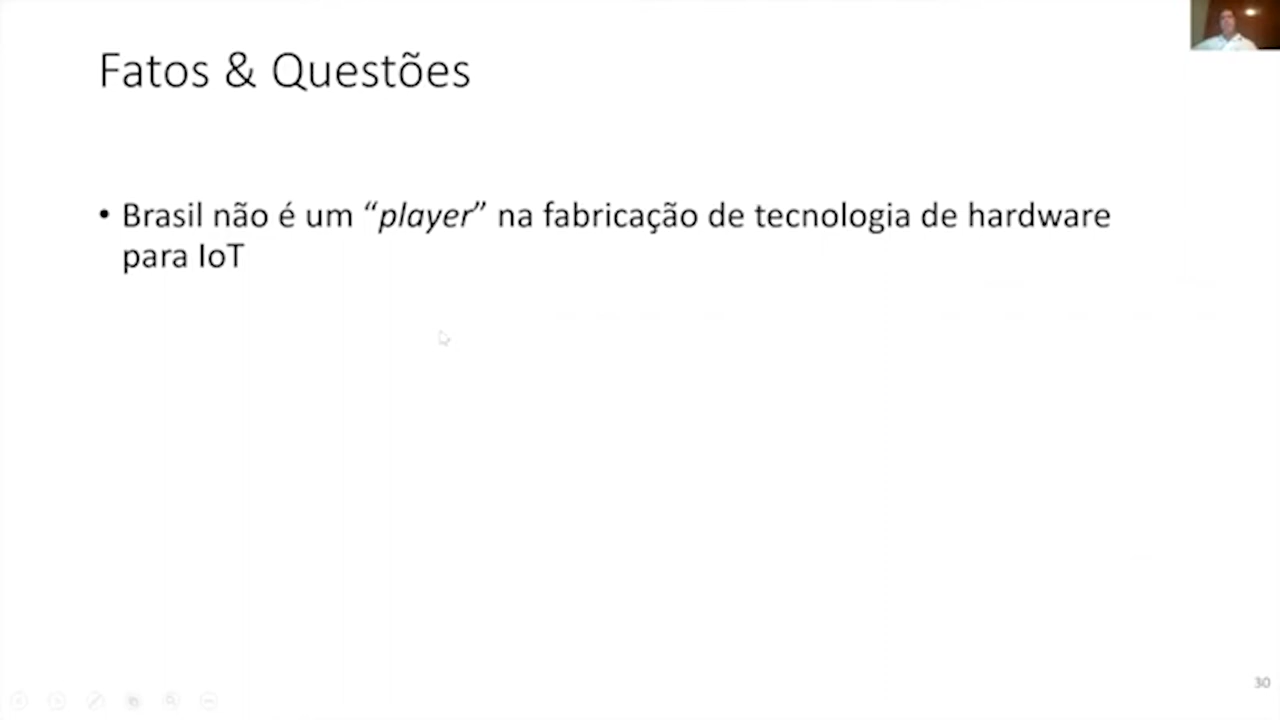 Fatos & Questões
• Brasil não é um “player” na fabricação de tecnologia de hardware
para IoT
30